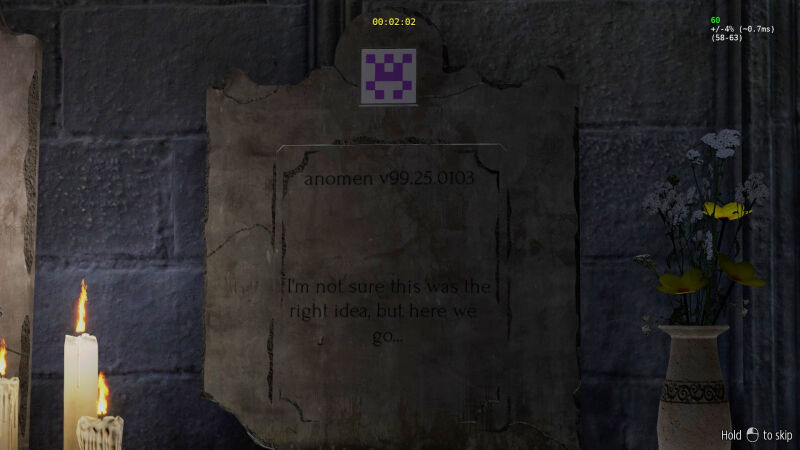 00:02:02
60
+/-4% (~0.7ms)
(58-63)
anomen v99.25.0103
I'm not sure this was the
right idea, but here we
go...
Hold to skip